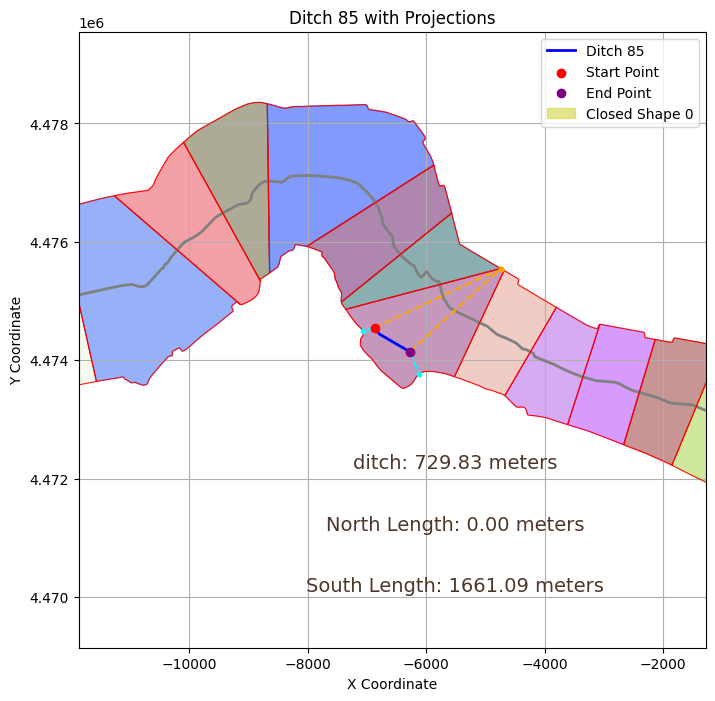 Ditch 85 with Projections
1e6
Ditch 85
Start Point
End Point
Closed Shape 0
4.478
4.476
4.474
4.472
4.470
Y Coordinate
ditch: 729.83 meters
North Length: 0.00 meters
South Length: 1661.09 meters
−10000 −8000 −6000 −4000 −2000
X Coordinate